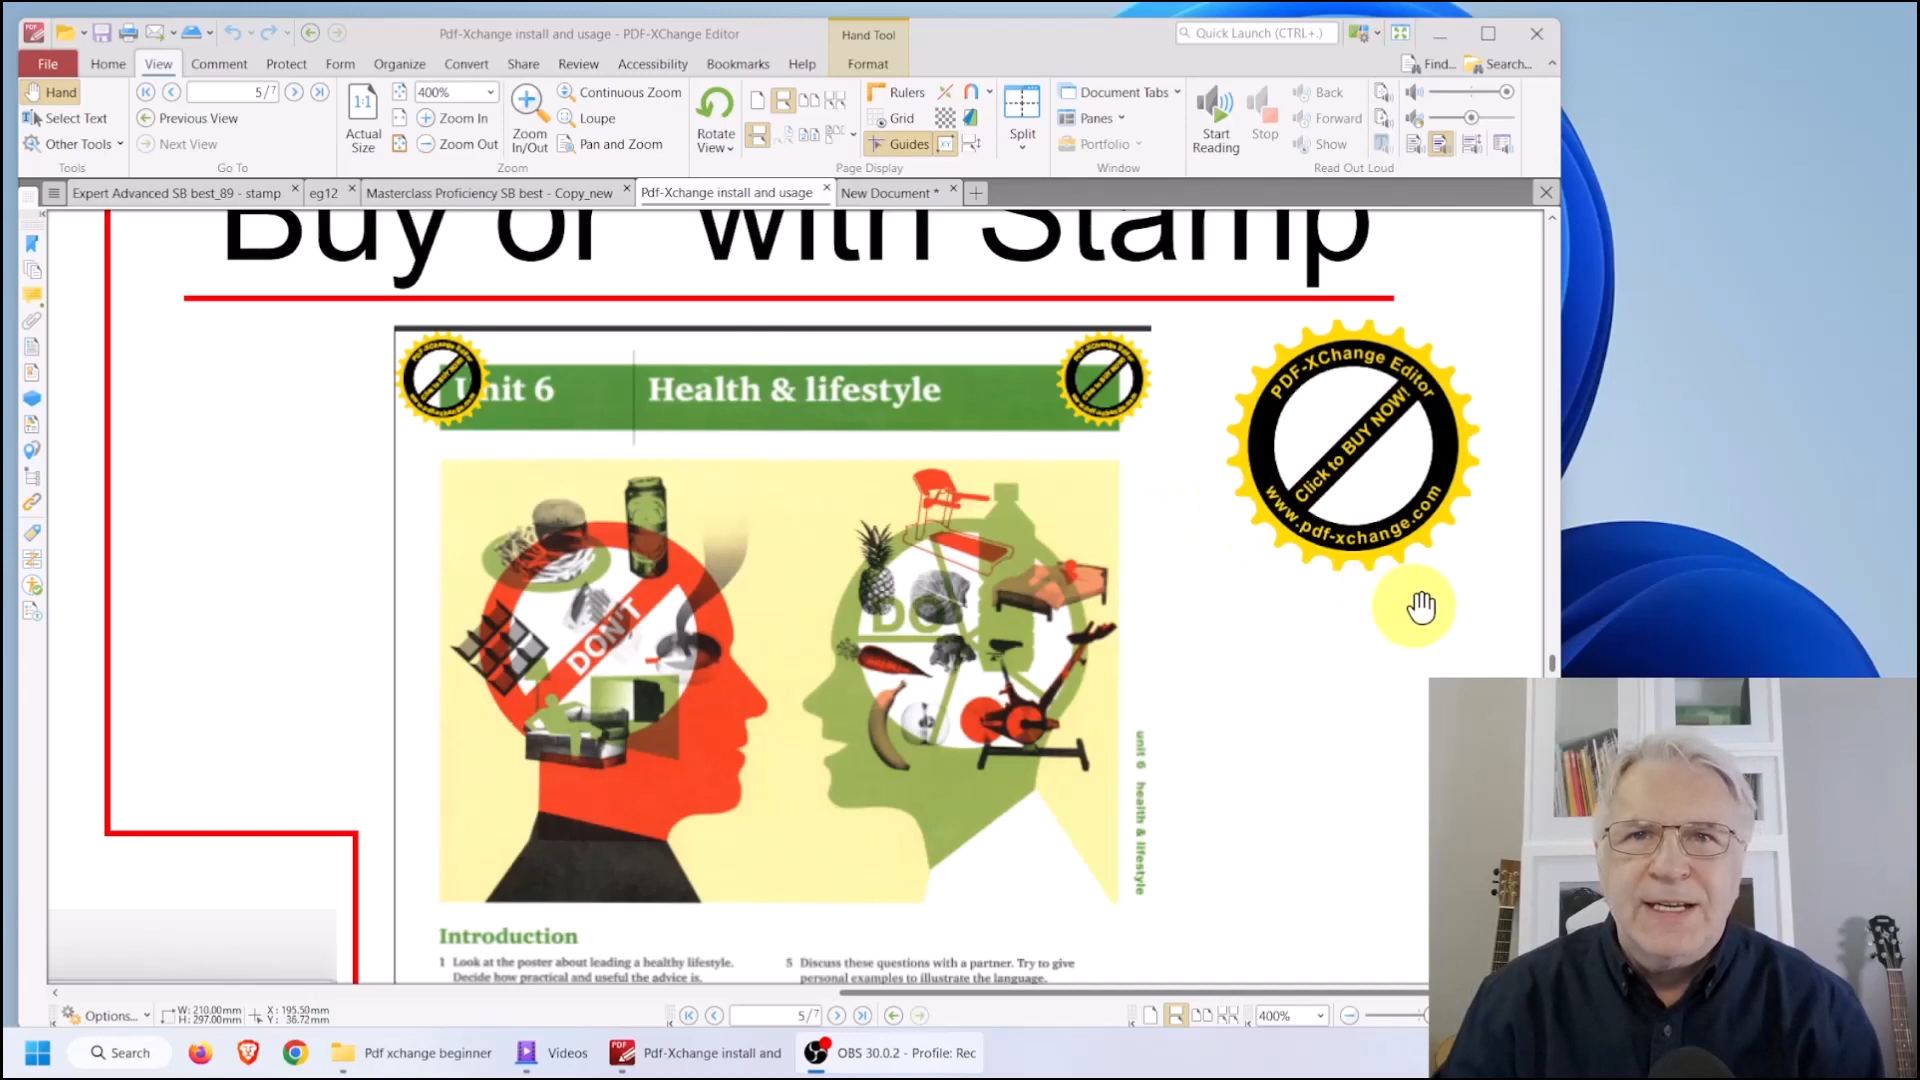 Pdf-Xchange install and usage - PDF-XChange Editor
Hand Tool
Quick Launch (CTRL+.)
File
Home
View
Comment
Protect
Form
Organize
Convert
Share
Review
Accessibility
Bookmarks
Help
Format
Find...
Search...
Hand
5/7
400%
Continuous Zoom
Rulers
Document Tabs
Back
Select Text
Previous View
Zoom In
Loupe
Grid
Panes
Forward
Other Tools
Next View
Actual Size
Zoom Out
Zoom In/Out
Pan and Zoom
Rotate View
Guides
Split
Portfolio
Start Reading
Stop
Show
Tools
Go To
Zoom
Page Display
Window
Read Out Loud
Expert Advanced SB best_89 - stamp
eg12
Masterclass Proficiency SB best - Copy_new
Pdf-Xchange install and usage
New Document *
Buy or with Stamp
Unit 6
Health & lifestyle
PDF-XChange Editor
Click to BUY NOW!
www.pdf-xchange.com
DON'T
DO
unit 6 health & lifestyle
Introduction
1 Look at the poster about leading a healthy lifestyle.
Decide how practical and useful the advice is.
5 Discuss these questions with a partner. Try to give
personal examples to illustrate the language.
Options...
W: 210.00mm
H: 297.00mm
X: 195.50mm
Y: 36.72mm
5/7
400%
Search
Pdf xchange beginner
Videos
Pdf-Xchange install and
OBS 30.0.2 - Profile: Rec